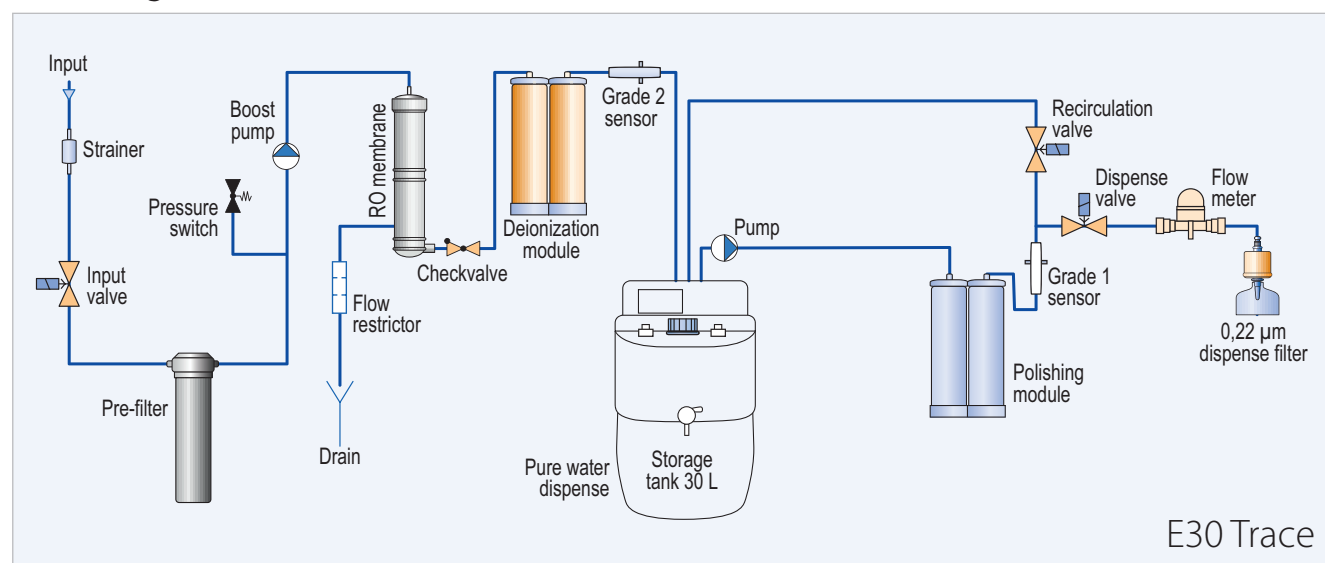 Input
Strainer
Boost
pump
Pressure
switch
Input
valve
Pre-filter
RO membrane
Flow
restrictor
Drain
Checkvalve
Deionization
module
Grade 2
sensor
Pump
Pure water
dispense
Storage
tank 30 L
Polishing
module
Grade 1
sensor
Recirculation
valve
Dispense
valve
Flow
meter
0,22 µm
dispense filter
E30 Trace